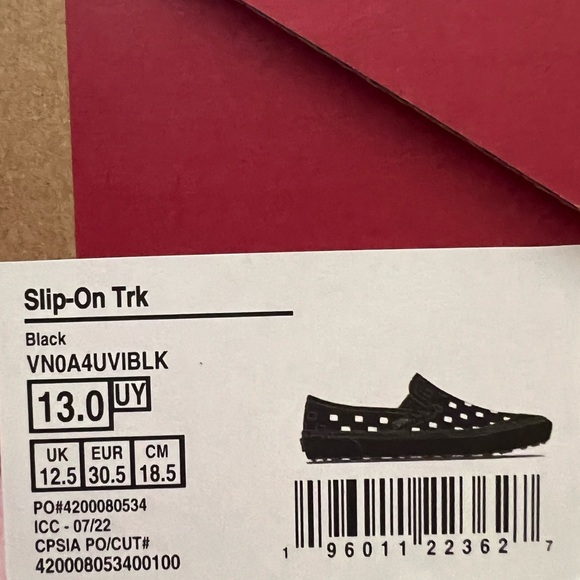 Slip-On Trk
Black
VN0A4UVIBLK
13.0 UY
UK EUR CM
12.5 30.5 18.5
PO#4200080534
ICC - 07/22
CPSIA PO/CUT#
420008053400100
1 96011 22362 7